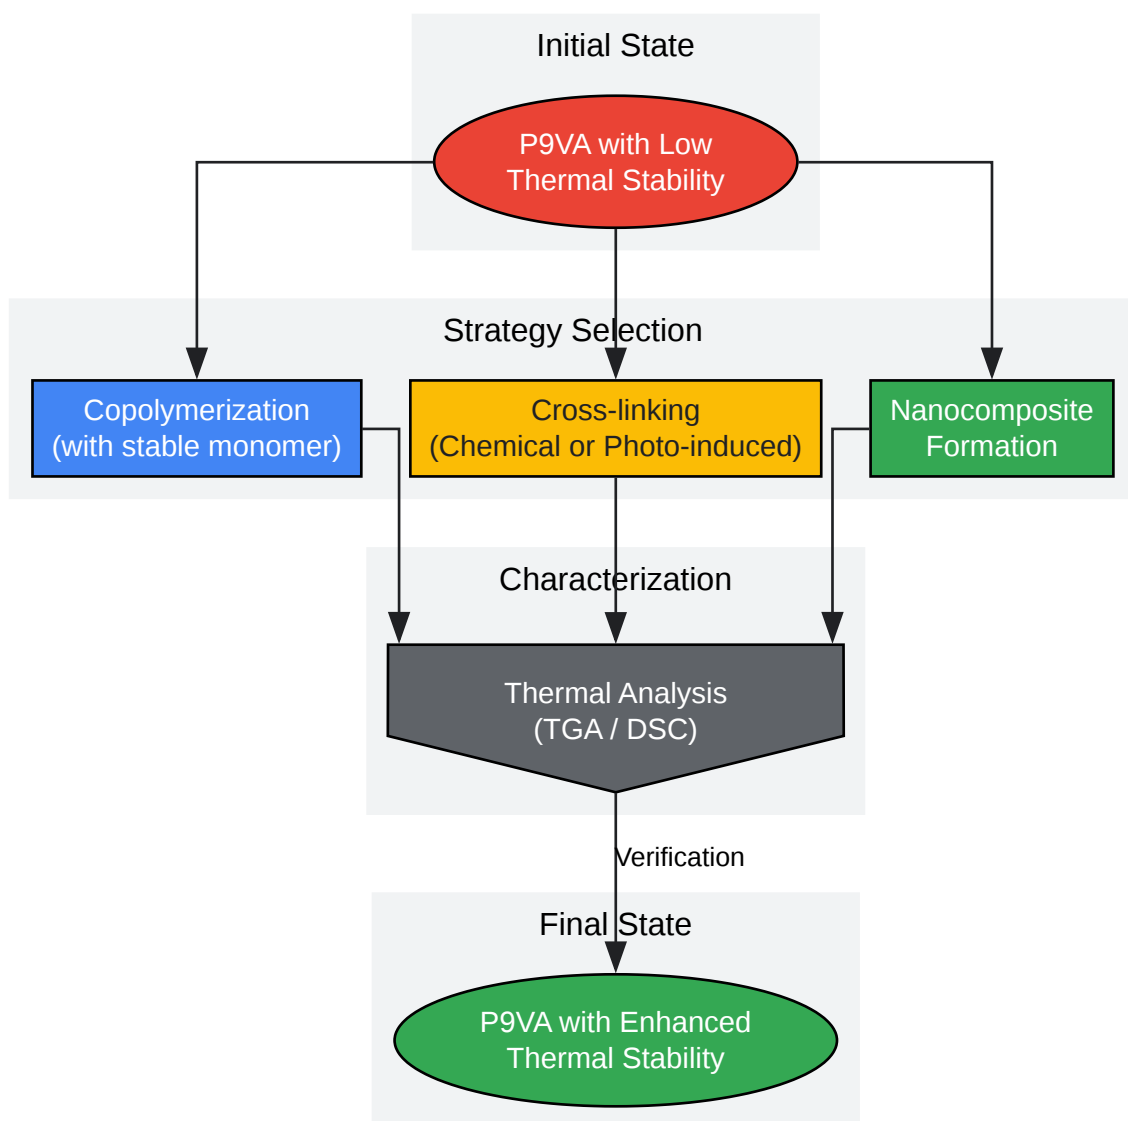 Initial State
P9VA with Low
Thermal Stability
Strategy Selection
Copolymerization
(with stable monomer)
Cross-linking
(Chemical or Photo-induced)
Nanocomposite
Formation
Characterization
Thermal Analysis
(TGA / DSC)
Verification
Final State
P9VA with Enhanced
Thermal Stability